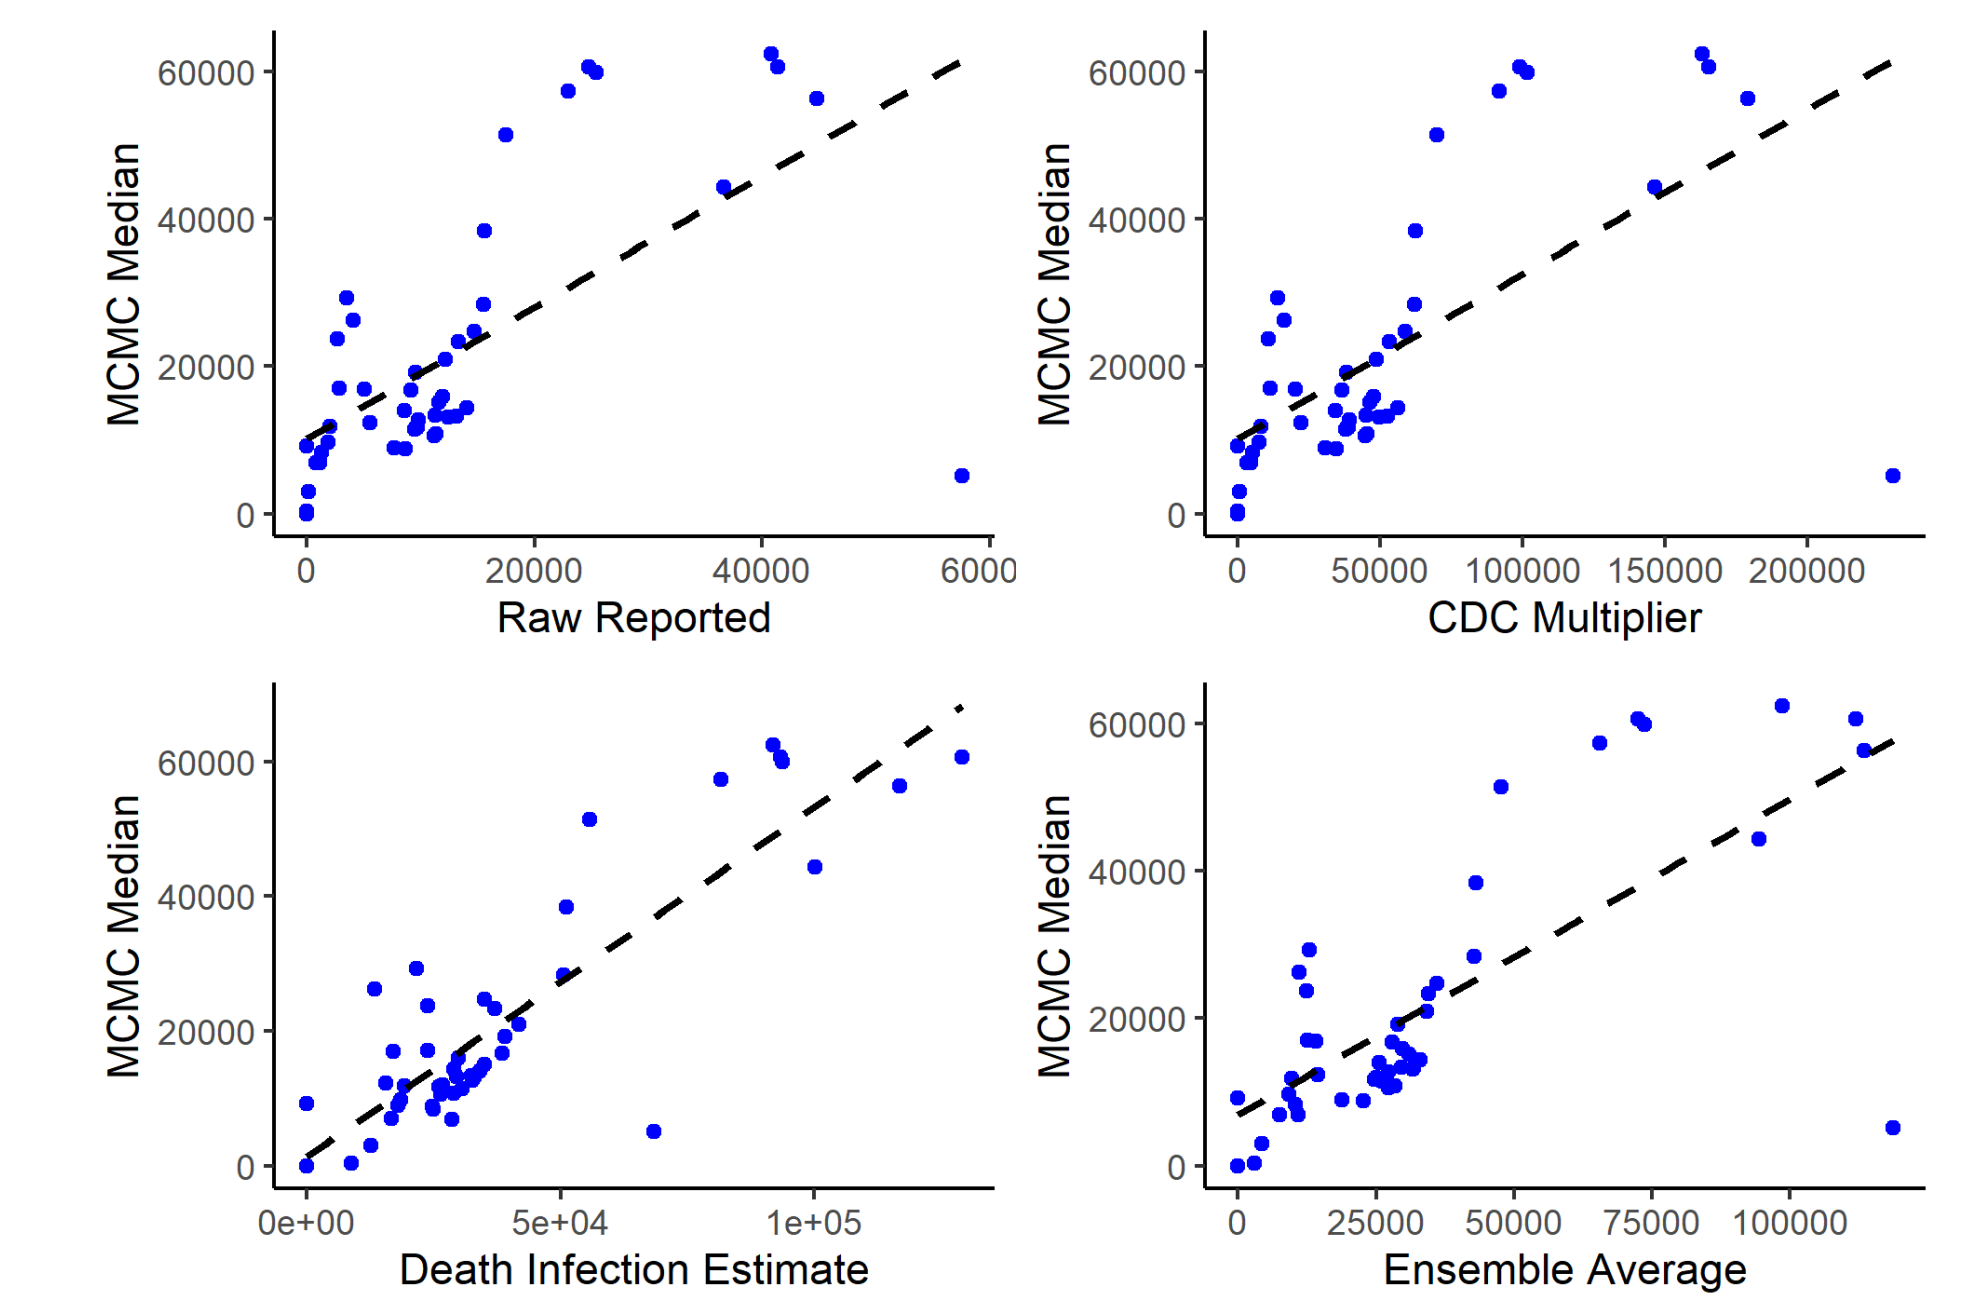 MCMC Median
60000
40000
20000
0
0
20000
40000
6000
Raw Reported
MCMC Median
60000
40000
20000
0
0
50000
100000
150000
200000
CDC Multiplier
MCMC Median
60000
40000
20000
0
0e+00
5e+04
1e+05
Death Infection Estimate
MCMC Median
60000
40000
20000
0
0
25000
50000
75000
100000
Ensemble Average